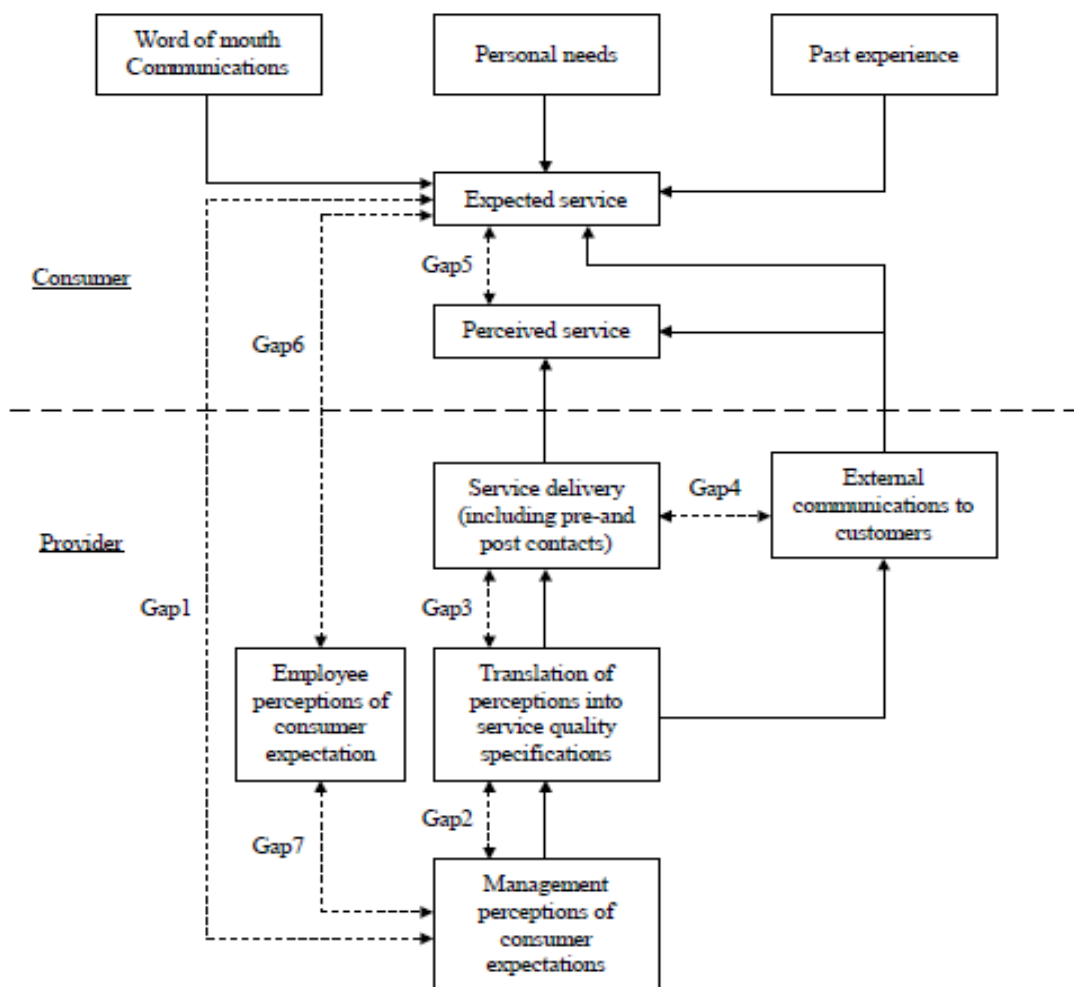 Word of mouth
Communications
Personal needs
Past experience
Expected service
Gap5
Consumer
Perceived service
Gap6
Service delivery
(including pre-and
post contacts)
Gap4
External
communications to
customers
Provider
Gap1
Gap3
Employee
perceptions of
consumer
expectation
Translation of
perceptions into
service quality
specifications
Gap2
Gap7
Management
perceptions of
consumer
expectations